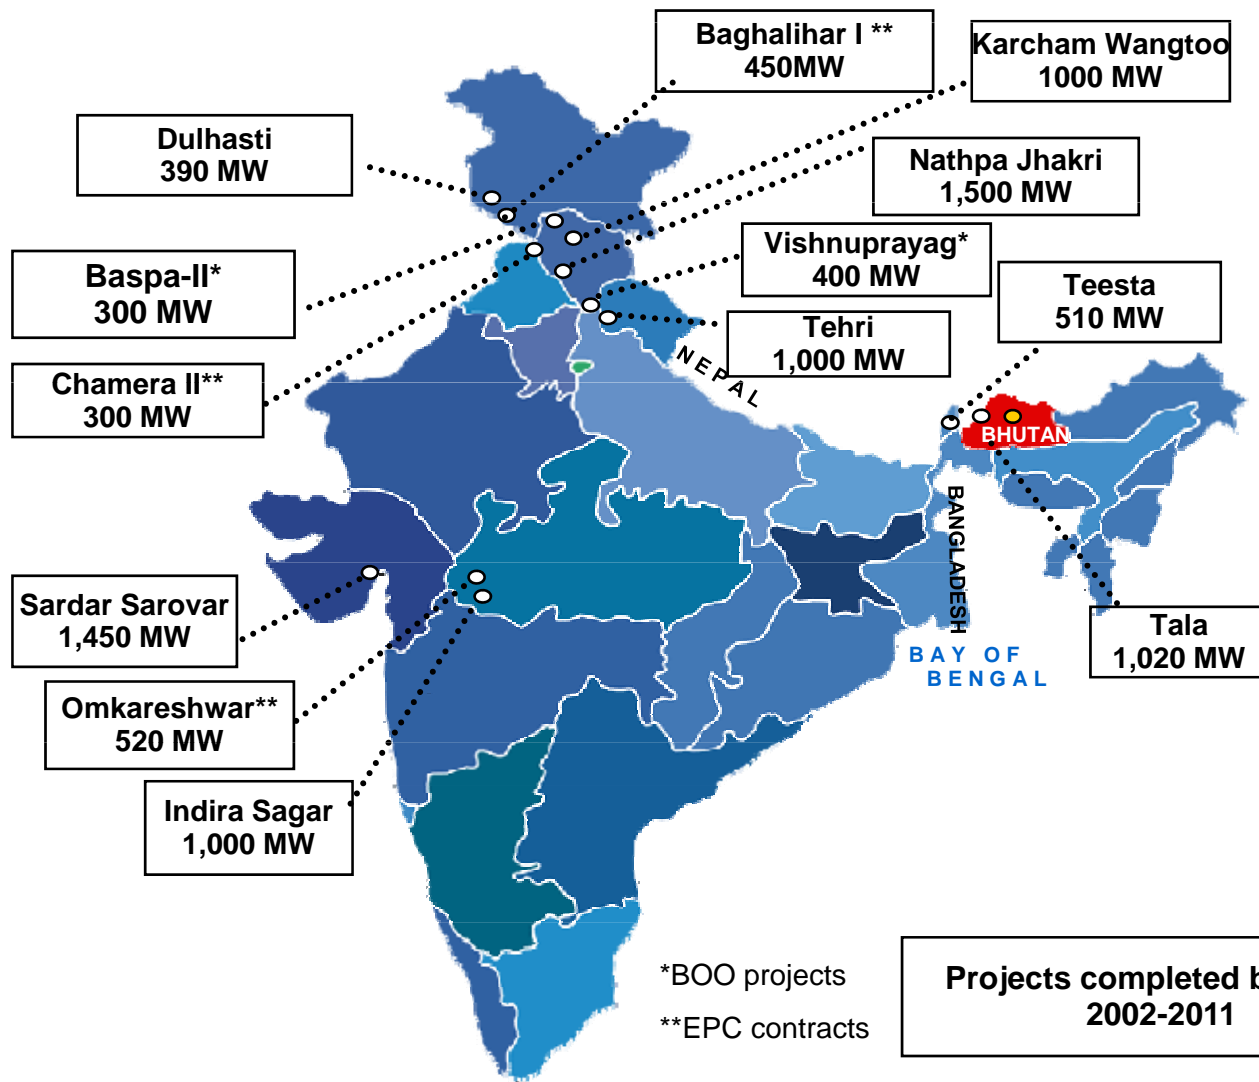 Baghalihar I **
450MW
Karcham Wangtoo
1000 MW
Dulhasti
390 MW
Nathpa Jhakri
1,500 MW
Vishnuprayag*
400 MW
Baspa-II*
300 MW
Teesta
510 MW
Tehri
1,000 MW
NEPAL
Chamera II**
300 MW
BHUTAN
BANGLADESH
Sardar Sarovar
1,450 MW
Tala
1,020 MW
BAY OF
BENGAL
Omkareshwar**
520 MW
Indira Sagar
1,000 MW
*BOO projects
**EPC contracts
Projects completed
2002-2011